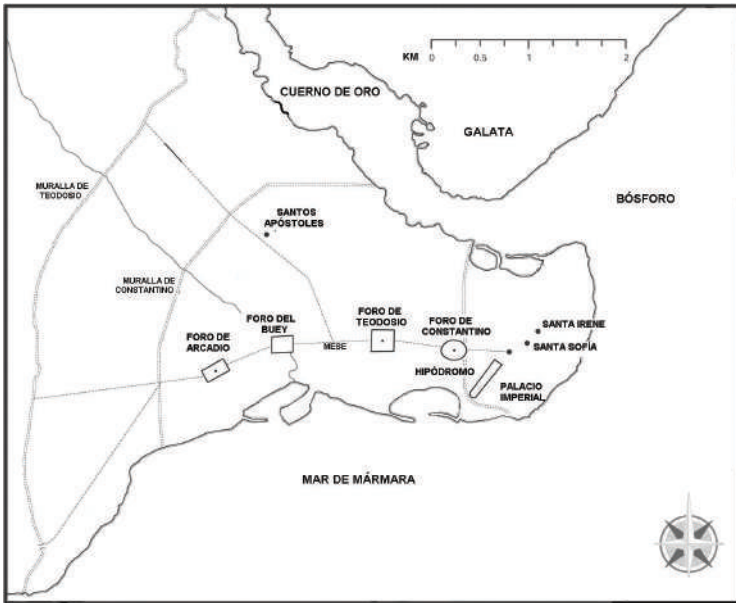 KM 0 0.5 1 2
CUERNO DE ORO
GALATA
MURALLA DE
TEODOSIO
BÓSFORO
SANTOS
APÓSTOLES
MURALLA DE
CONSTANTINO
FORO DE
ARCADIO
FORO DEL
BUEY
MESE
FORO DE
TEODOSIO
FORO DE
CONSTANTINO
SANTA IRENE
SANTA SOFÍA
HIPÓDROMO
PALACIO
IMPERIAL
MAR DE MÁRMARA